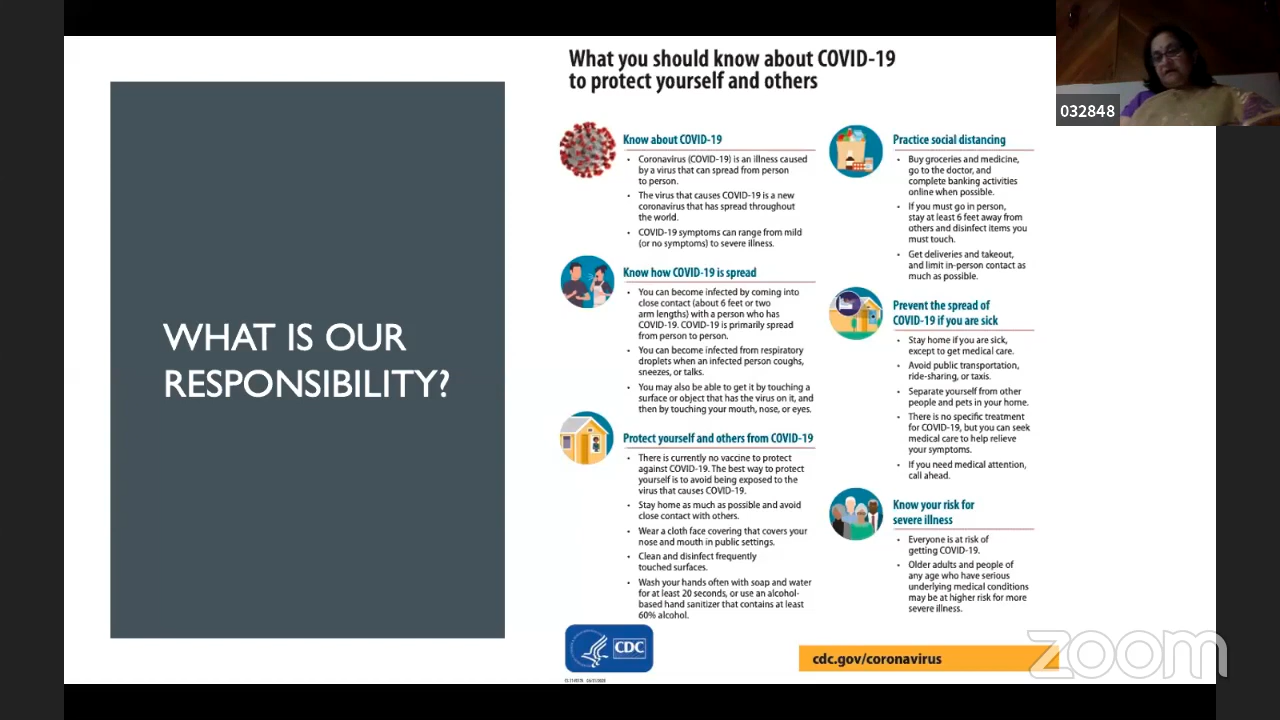 WHAT IS OUR
RESPONSIBILITY?
What you should know about COVID-19
to protect yourself and others
Know about COVID-19
• Coronavirus (COVID-19) is an illness caused
by a virus that can spread from person
to person.
• The virus that causes COVID-19 is a new
coronavirus that has spread throughout
the world.
• COVID-19 symptoms can range from mild
(or no symptoms) to severe illness.
Know how COVID-19 is spread
• You can become infected by coming into
close contact (about 6 feet or two
arm lengths) with a person who has
COVID-19. COVID-19 is primarily spread
from person to person.
• You can become infected from respiratory
droplets when an infected person coughs,
sneezes, or talks.
• You may also be able to get it by touching a
surface or object that has the virus on it, and
then by touching your mouth, nose, or eyes.
Protect yourself and others from COVID-19
• There is currently no vaccine to protect
against COVID-19. The best way to protect
yourself is to avoid being exposed to the
virus that causes COVID-19.
• Stay home as much as possible and avoid
close contact with others.
• Wear a cloth face covering that covers your
nose and mouth in public settings.
• Clean and disinfect frequently
touched surfaces.
• Wash your hands often with soap and water
for at least 20 seconds, or use an alcohol-
based hand sanitizer that contains at least
60% alcohol.
Practice social distancing
• Buy groceries and medicine,
go to the doctor, and
complete banking activities
online when possible.
• If you must go in person,
stay at least 6 feet away from
others and disinfect items you
must touch.
• Get deliveries and takeout,
and limit in-person contact as
much as possible.
Prevent the spread of
COVID-19 if you are sick
• Stay home if you are sick,
except to get medical care.
• Avoid public transportation,
ride-sharing, or taxis.
• Separate yourself from other
people and pets in your home.
• There is no specific treatment
for COVID-19, but you can seek
medical care to help relieve
your symptoms.
• If you need medical attention,
call ahead.
Know your risk for
severe illness
• Everyone is at risk of
getting COVID-19.
• Older adults and people of
any age who have serious
underlying medical conditions
may be at higher risk for more
severe illness.
CDC
cdc.gov/coronavirus
032848
zoom